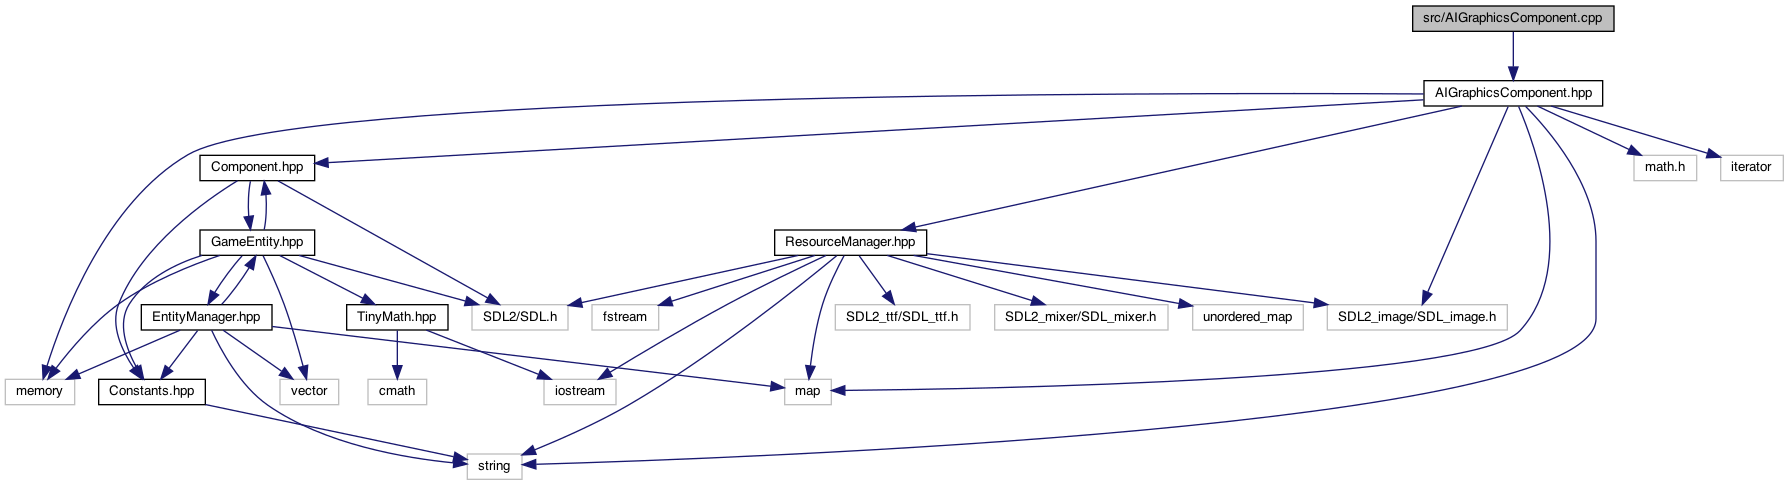 src/AIGraphicsComponent.cpp
AIGraphicsComponent.hpp
Component.hpp
math.h
iterator
GameEntity.hpp
ResourceManager.hpp
EntityManager.hpp
TinyMath.hpp
SDL2/SDL.h
fstream
SDL2_ttf/SDL_ttf.h
SDL2_mixer/SDL_mixer.h
unordered_map
SDL2_image/SDL_image.h
memory
Constants.hpp
vector
cmath
iostream
map
string